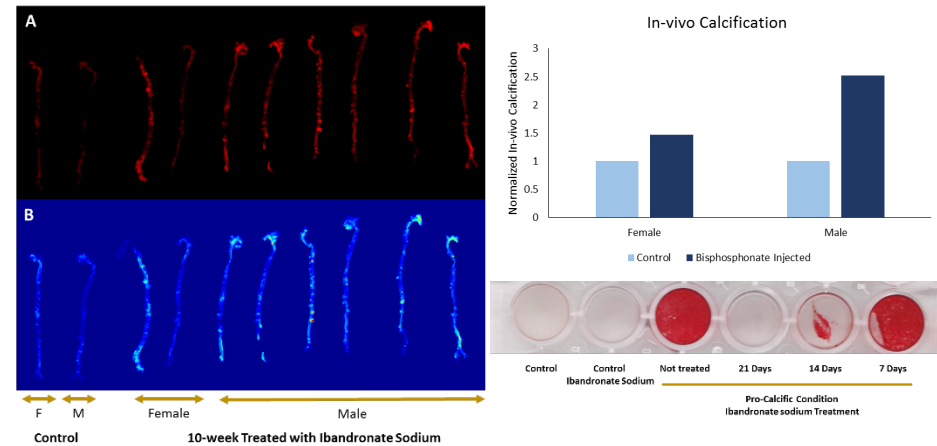 A
B
F M Female Male
Control 10-week Treated with Ibandronate Sodium
In-vivo Calcification
Normalized In-vivo Calcification
3
2.5
2
1.5
1
0.5
0
Female Male
Control Bisphosphonate Injected
Control Control Not treated 21 Days 14 Days 7 Days
Ibandronate Sodium
Pro-Calcific Condition
Ibandronate sodium Treatment